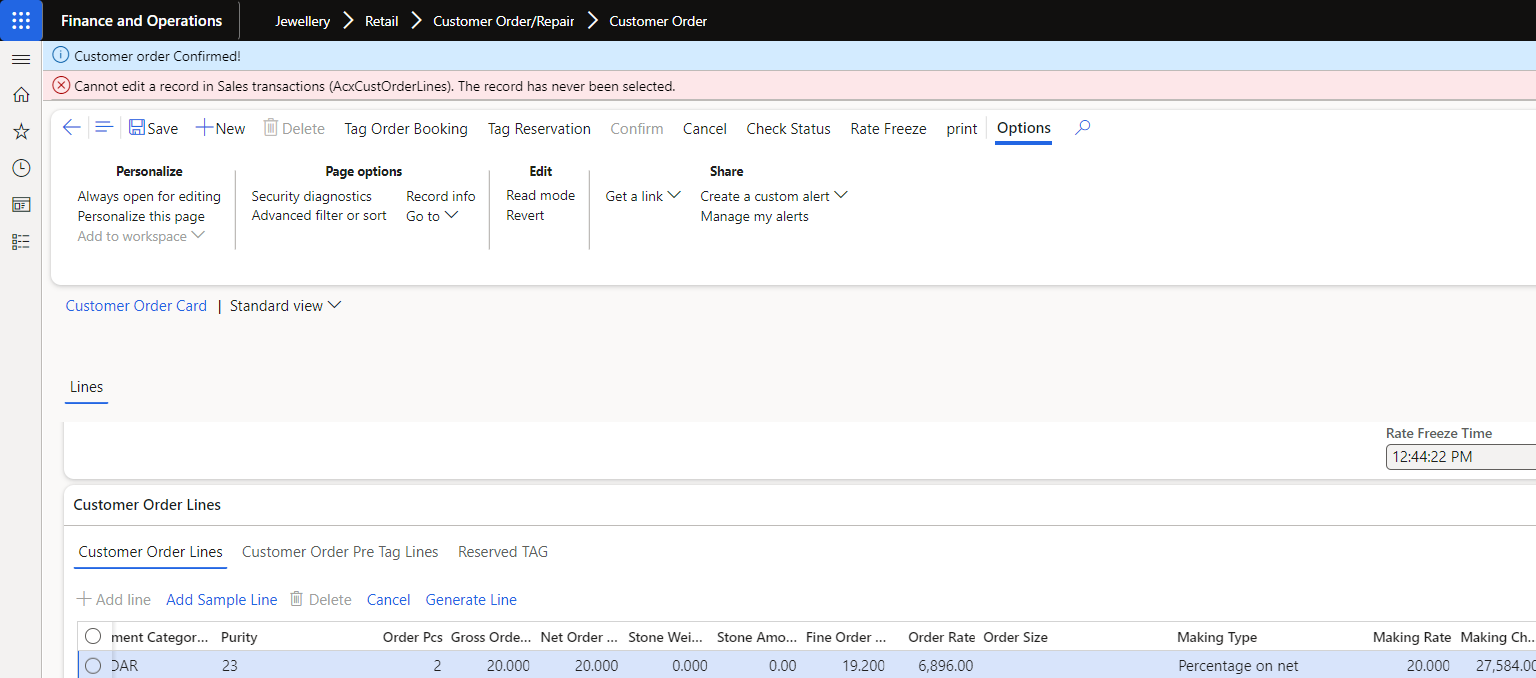 Finance and Operations Jewellery Retail Customer Order/Repair Customer Order
Customer order Confirmed!
Cannot edit a record in Sales transactions (AcxCustOrderLines). The record has never been selected.
Save New Delete Tag Order Booking Tag Reservation Confirm Cancel Check Status Rate Freeze print Options
Personalize Page options Edit Share
Always open for editing Security diagnostics Record info Read mode Get a link Create a custom alert
Personalize this page Advanced filter or sort Go to Revert Manage my alerts
Add to workspace
Customer Order Card | Standard view
Lines
Rate Freeze Time
12:44:22 PM
Customer Order Lines
Customer Order Lines Customer Order Pre Tag Lines Reserved TAG
Add line Add Sample Line Delete Cancel Generate Line
ment Categor... Purity Order Pcs Gross Orde... Net Order ... Stone Wei... Stone Amo... Fine Order ... Order Rate Order Size Making Type Making Rate Making Ch...
DAR 23 2 20.000 20.000 0.000 0.00 19.200 6,896.00 Percentage on net 20.000 27,584.00